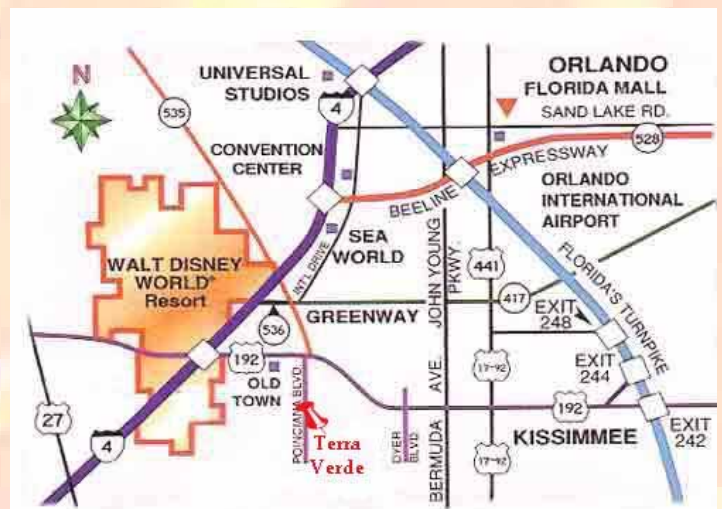 N
UNIVERSAL
STUDIOS
4
ORLANDO
FLORIDA MALL
SAND LAKE RD.
535
528
CONVENTION
CENTER
BEELINE EXPRESSWAY
ORLANDO
INTERNATIONAL
AIRPORT
SEA
WORLD
INT'L DRIVE
WALT DISNEY
WORLD®
Resort
JOHN YOUNG
PKWY.
441
FLORIDA'S TURNPIKE
417
536
GREENWAY
EXIT
248
192
OLD
TOWN
17-92
EXIT
244
27
POINCIANA BLVD.
Terra
Verde
DYER
BLVD
BERMUDA AVE.
192
KISSIMMEE
EXIT
242
4
17-92